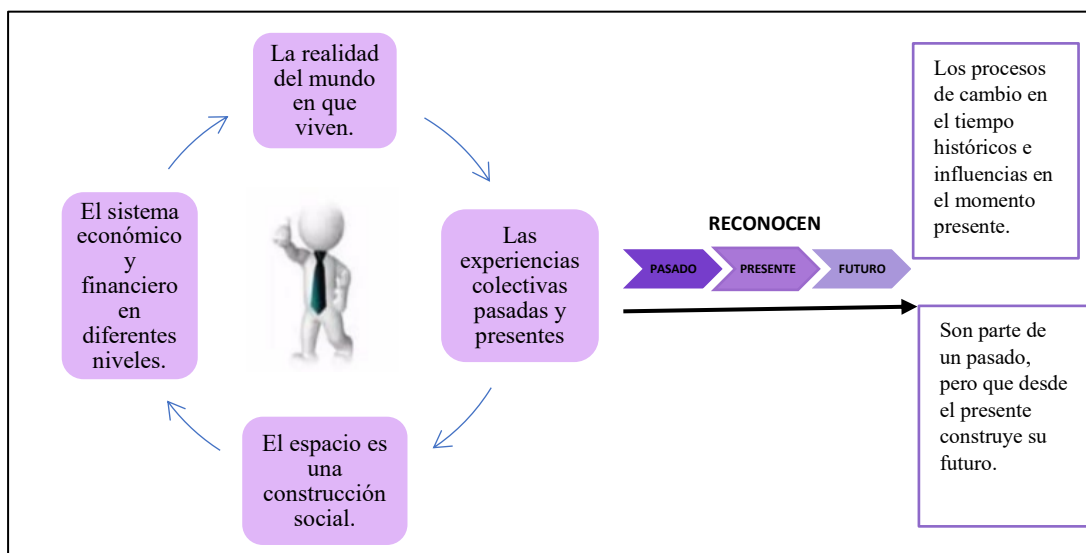 La realidad
del mundo
en que
viven.
El sistema
económico
y
financiero
en
diferentes
niveles.
Las
experiencias
colectivas
pasadas y
presentes
El espacio es
una
construcción
social.
RECONOCEN
PASADO
PRESENTE
FUTURO
Los procesos
de cambio en
el tiempo
históricos e
influencias en
el momento
presente.
Son parte de
un pasado,
pero que desde
el presente
construye su
futuro.